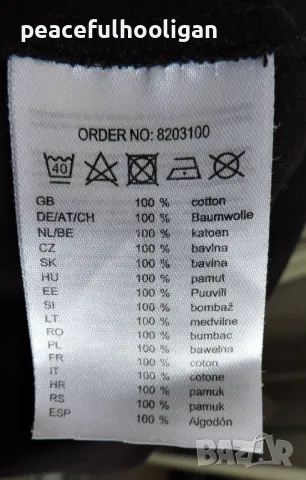 peacefulhooligan
ORDER NO: 8203100
40
GB 100 % cotton
DE/AT/CH 100 % Baumwolle
NL/BE 100 % katoen
CZ 100 % bavlna
SK 100 % bavlna
HU 100 % pamut
EE 100 % Puuvill
SI 100 % bombaž
LT 100 % medvilne
RO 100 % bumbac
PL 100 % bawełna
FR 100 % coton
IT 100 % cotone
HR 100 % pamuk
RS 100 % pamuk
ESP 100 % Algodón
BAZAR
bg